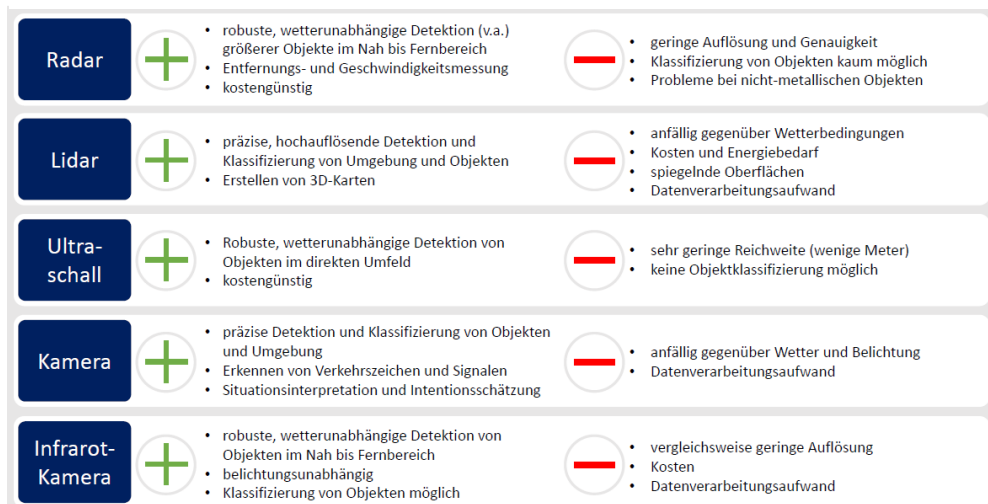 Radar
• robuste, wetterunabhängige Detektion (v.a.)
größerer Objekte im Nah bis Fernbereich
• Entfernungs- und Geschwindigkeitsmessung
• kostengünstig
• geringe Auflösung und Genauigkeit
• Klassifizierung von Objekten kaum möglich
• Probleme bei nicht-metallischen Objekten
Lidar
• präzise, hochauflösende Detektion und
Klassifizierung von Umgebung und Objekten
• Erstellen von 3D-Karten
• anfällig gegenüber Wetterbedingungen
• Kosten und Energiebedarf
• spiegelnde Oberflächen
• Datenverarbeitungsaufwand
Ultra-
schall
• Robuste, wetterunabhängige Detektion von
Objekten im direkten Umfeld
• kostengünstig
• sehr geringe Reichweite (wenige Meter)
• keine Objektklassifizierung möglich
Kamera
• präzise Detektion und Klassifizierung von Objekten
und Umgebung
• Erkennen von Verkehrszeichen und Signalen
• Situationsinterpretation und Intentionsschätzung
• anfällig gegenüber Wetter und Belichtung
• Datenverarbeitungsaufwand
Infrarot-
Kamera
• robuste, wetterunabhängige Detektion von
Objekten im Nah bis Fernbereich
• belichtungsunabhängig
• Klassifizierung von Objekten möglich
• vergleichsweise geringe Auflösung
• Kosten
• Datenverarbeitungsaufwand